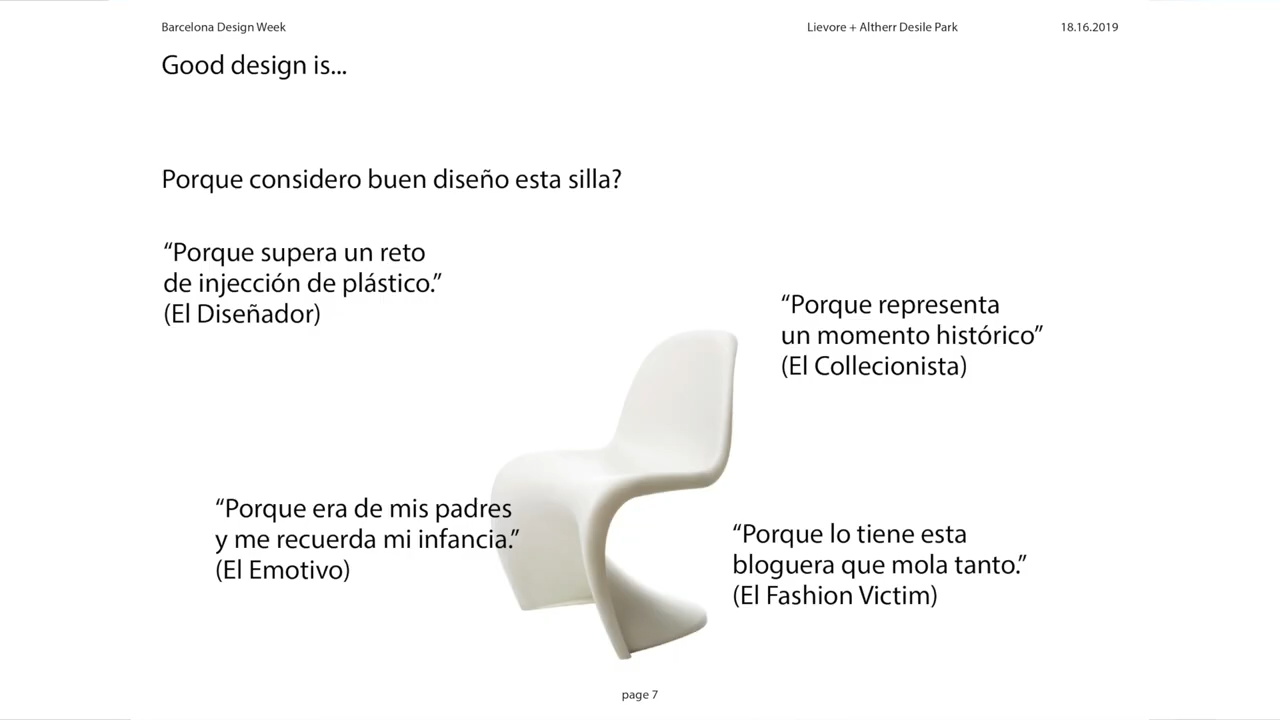 Barcelona Design Week
Lievore + Altherr Desile Park
18.16.2019
Good design is...
Porque considero buen diseño esta silla?
“Porque supera un reto
de injección de plástico.”
(El Diseñador)
“Porque representa
un momento histórico”
(El Collecionista)
“Porque era de mis padres
y me recuerda mi infancia.”
(El Emotivo)
“Porque lo tiene esta
bloguera que mola tanto.”
(El Fashion Victim)
page 7